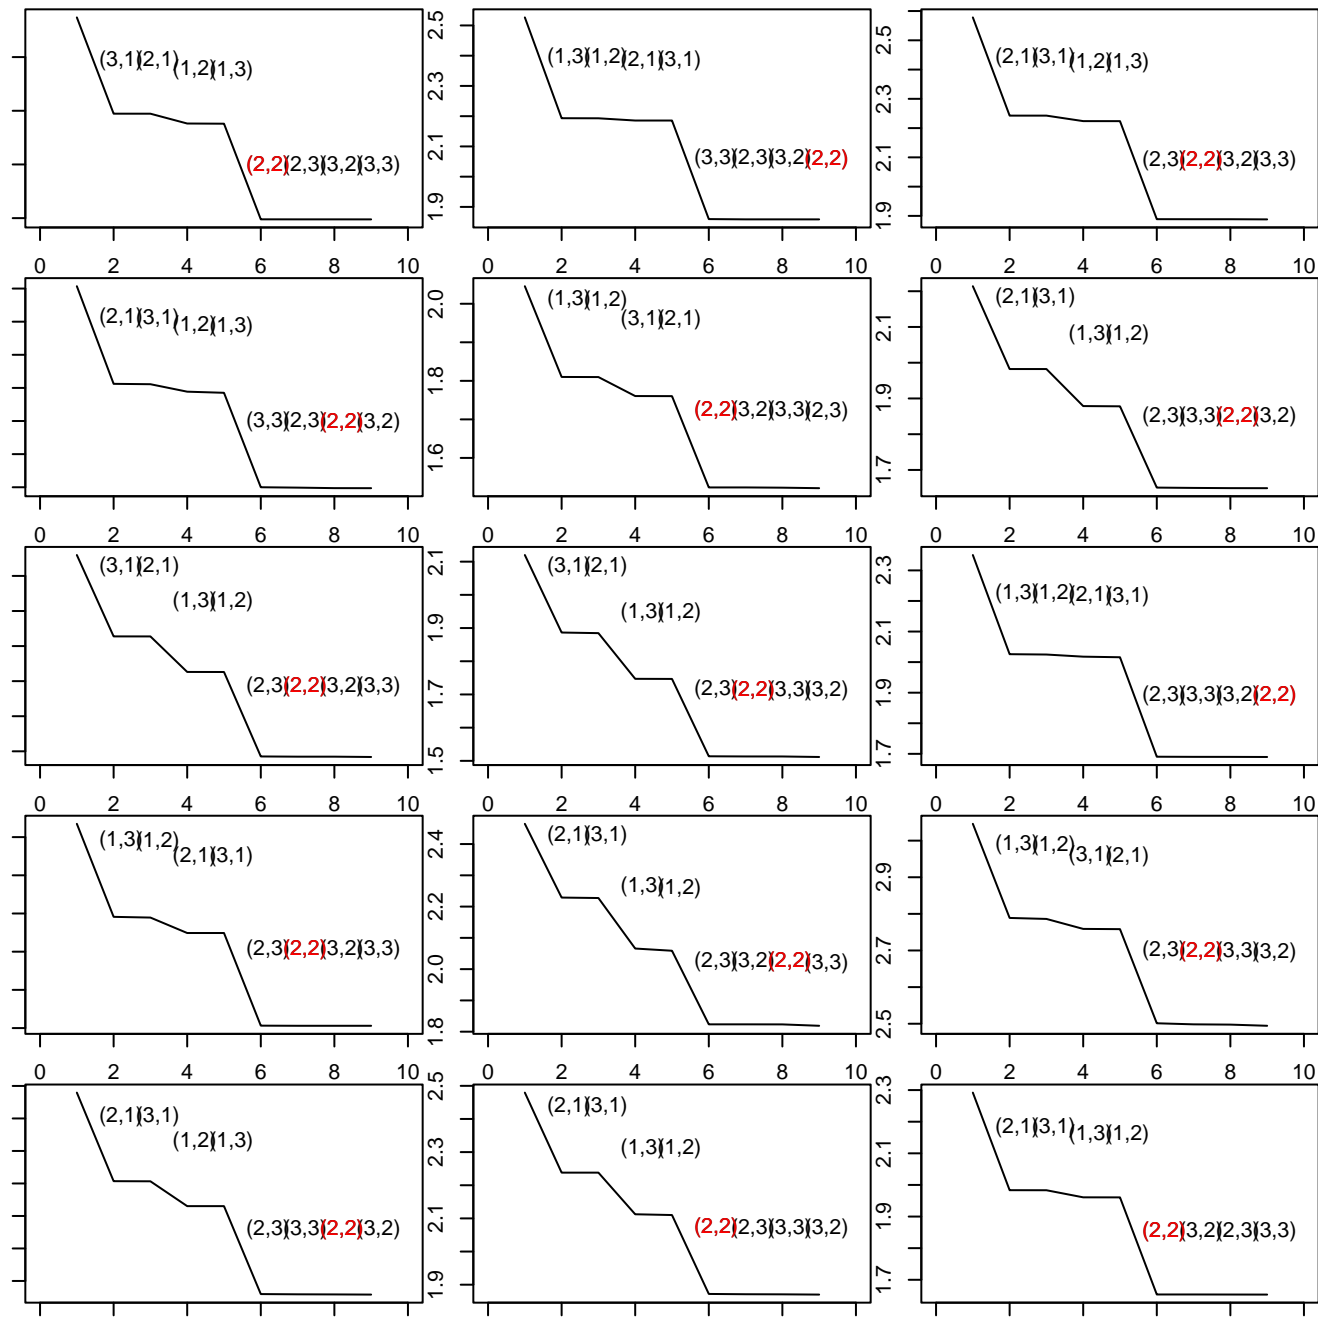 2.5 2.5
(3,1)(2,1) (1,2)(1,3) (1,3)(1,2)(2,1)(3,1) (2,1)(3,1) (1,2)(1,3)
2.3 2.3
(2,2)(2,3)(3,2)(3,3) 2.1 (3,3)(2,3)(3,2)(2,2) 2.1 (2,3)(2,2)(3,2)(3,3)
1.9 1.9
0 2 4 6 8 10 0 2 4 6 8 10 0 2 4 6 8 10
(2,1)(3,1) (1,2)(1,3) 2.0 (1,3)(1,2) (3,1)(2,1) 2.1 (2,1)(3,1) (1,3)(1,2)
1.8 1.9
(3,3)(2,3)(2,2)(3,2) (2,2)(3,2)(3,3)(2,3) (2,3)(3,3)(2,2)(3,2)
1.6 1.7
0 2 4 6 8 10 0 2 4 6 8 10 0 2 4 6 8 10
(3,1)(2,1) (1,3)(1,2) 2.1 (3,1)(2,1) (1,3)(1,2) 2.3 (1,3)(1,2)(2,1)(3,1)
1.9 2.1
(2,3)(2,2)(3,2)(3,3) 1.7 (2,3)(2,2)(3,3)(3,2) 1.9 (2,3)(3,3)(3,2)(2,2)
1.5 1.7
0 2 4 6 8 10 0 2 4 6 8 10 0 2 4 6 8 10
(1,3)(1,2) (2,1)(3,1) 2.4 (2,1)(3,1) (1,3)(1,2) 2.9 (1,3)(1,2) (3,1)(2,1)
2.2
(2,3)(2,2)(3,2)(3,3) 2.0 (2,3)(3,2)(2,2)(3,3) 2.7 (2,3)(2,2)(3,3)(3,2)
1.8 2.5
0 2 4 6 8 10 0 2 4 6 8 10 0 2 4 6 8 10
(2,1)(3,1) (1,2)(1,3) 2.5 (2,1)(3,1) (1,3)(1,2) 2.3 (2,1)(3,1) (1,3)(1,2)
2.3 2.1
(2,3)(3,3)(2,2)(3,2) 2.1 (2,2)(2,3)(3,3)(3,2) 1.9 (2,2)(3,2)(2,3)(3,3)
1.9 1.7